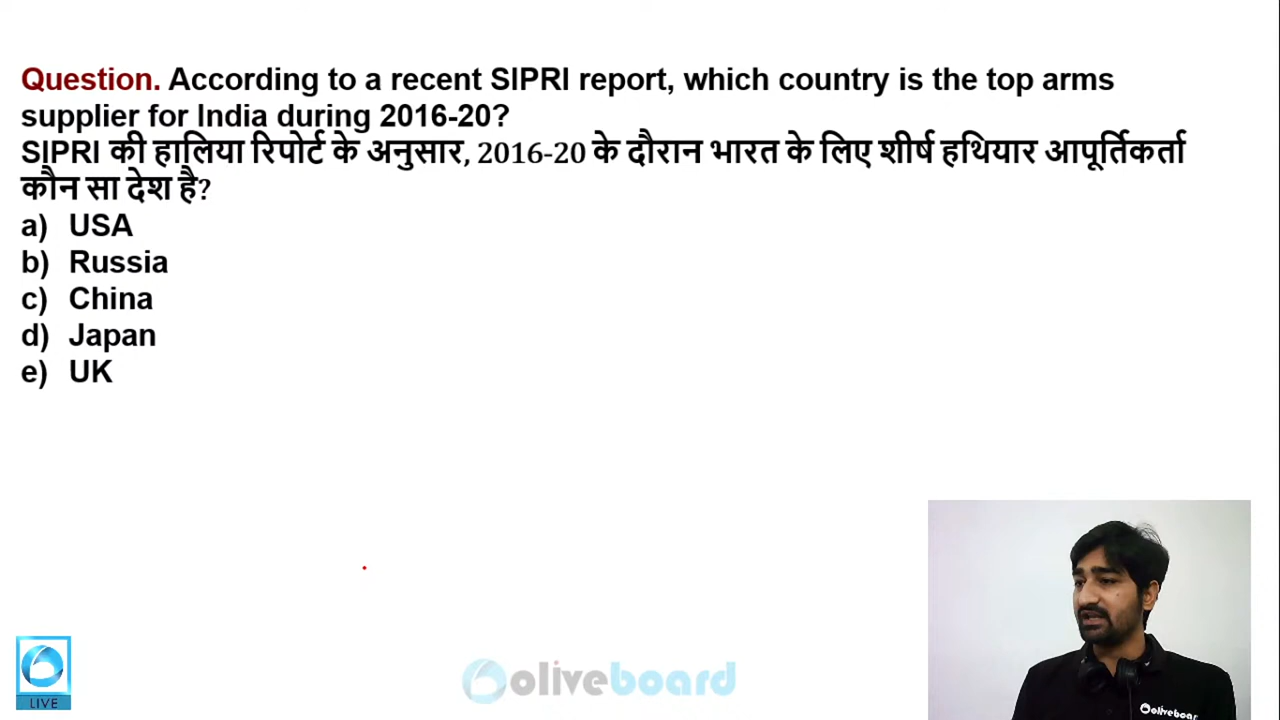 Question. According to a recent SIPRI report, which country is the top arms
supplier for India during 2016-20?
SIPRI की हालिया रिपोर्ट के अनुसार, 2016-20 के दौरान भारत के लिए शीर्ष हथियार आपूर्तिकर्ता
कौन सा देश है?
a) USA
b) Russia
c) China
d) Japan
e) UK
LIVE
oliveboard
oliveboar